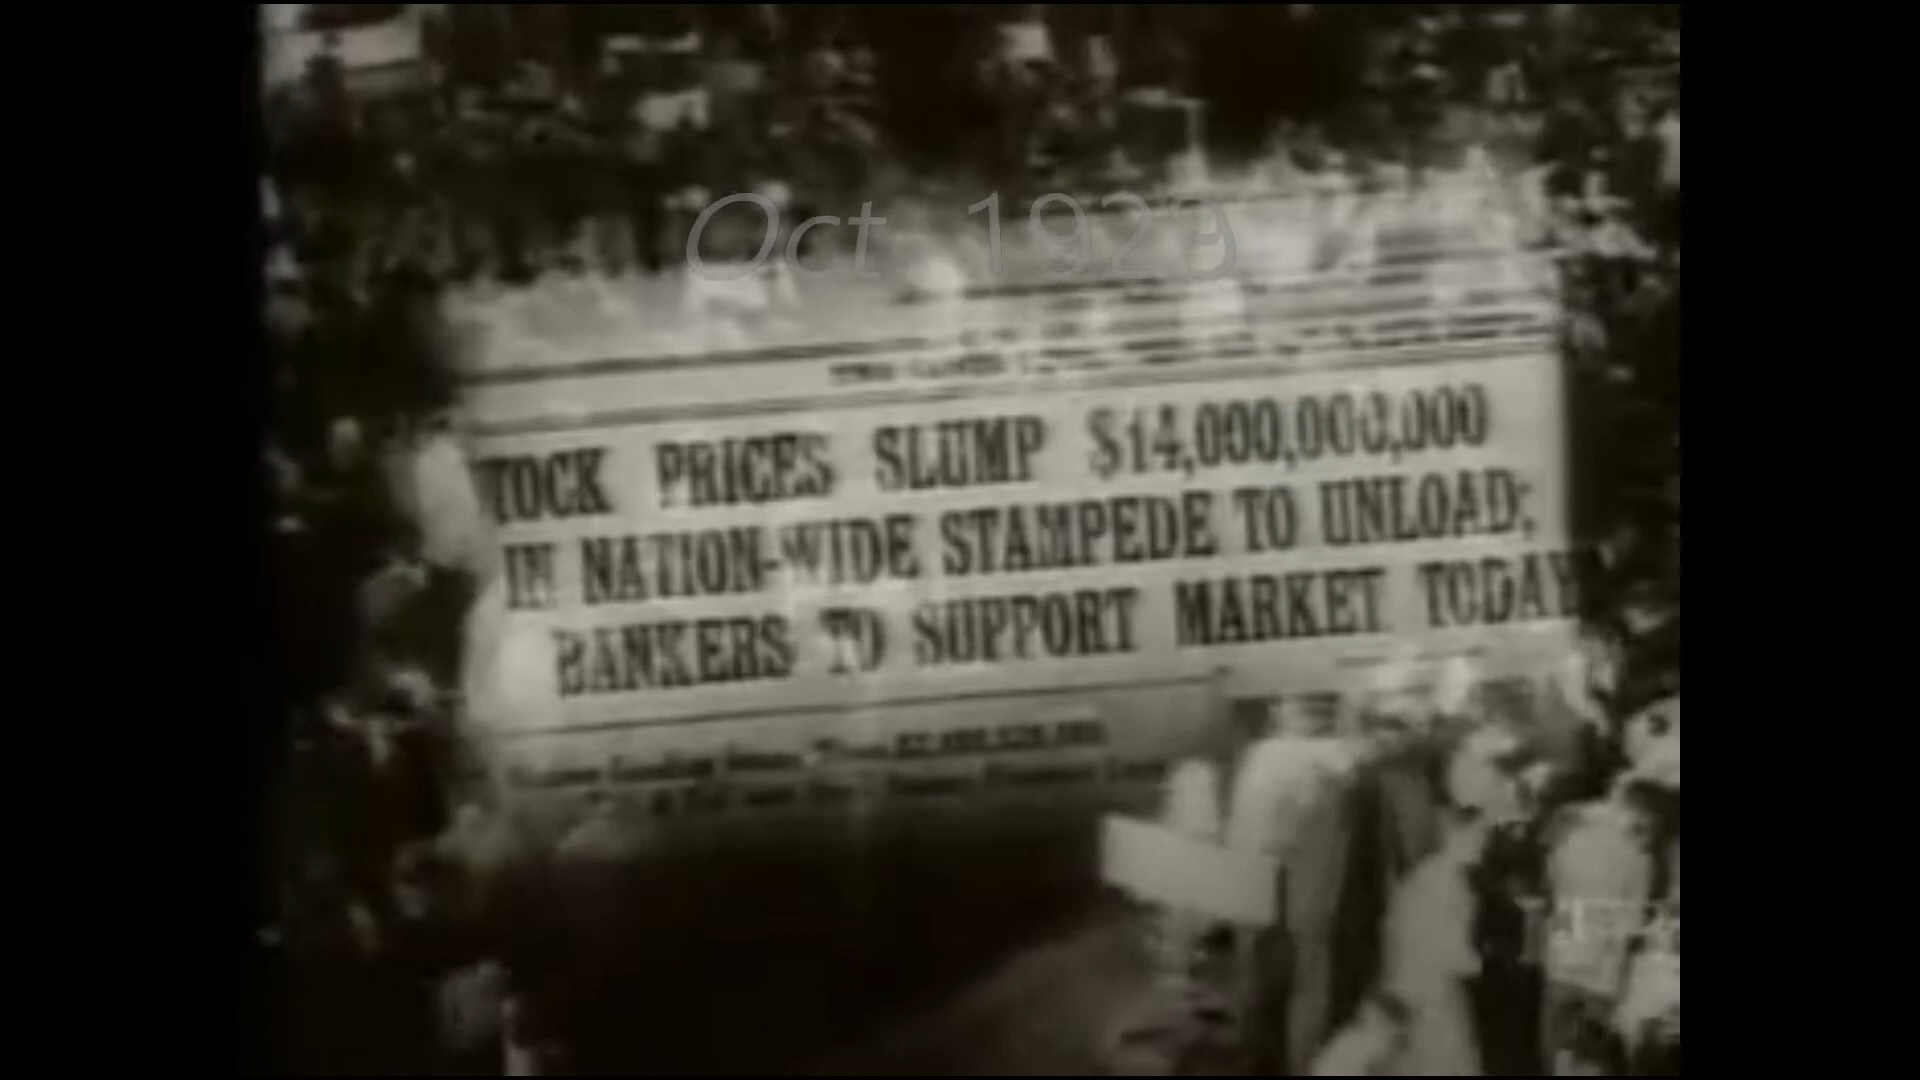 Oct 1923
TOCK PRICES SLUMP $14,000,000,000
IN NATION-WIDE STAMPEDE TO UNLOAD;
BANKERS TO SUPPORT MARKET TODAY